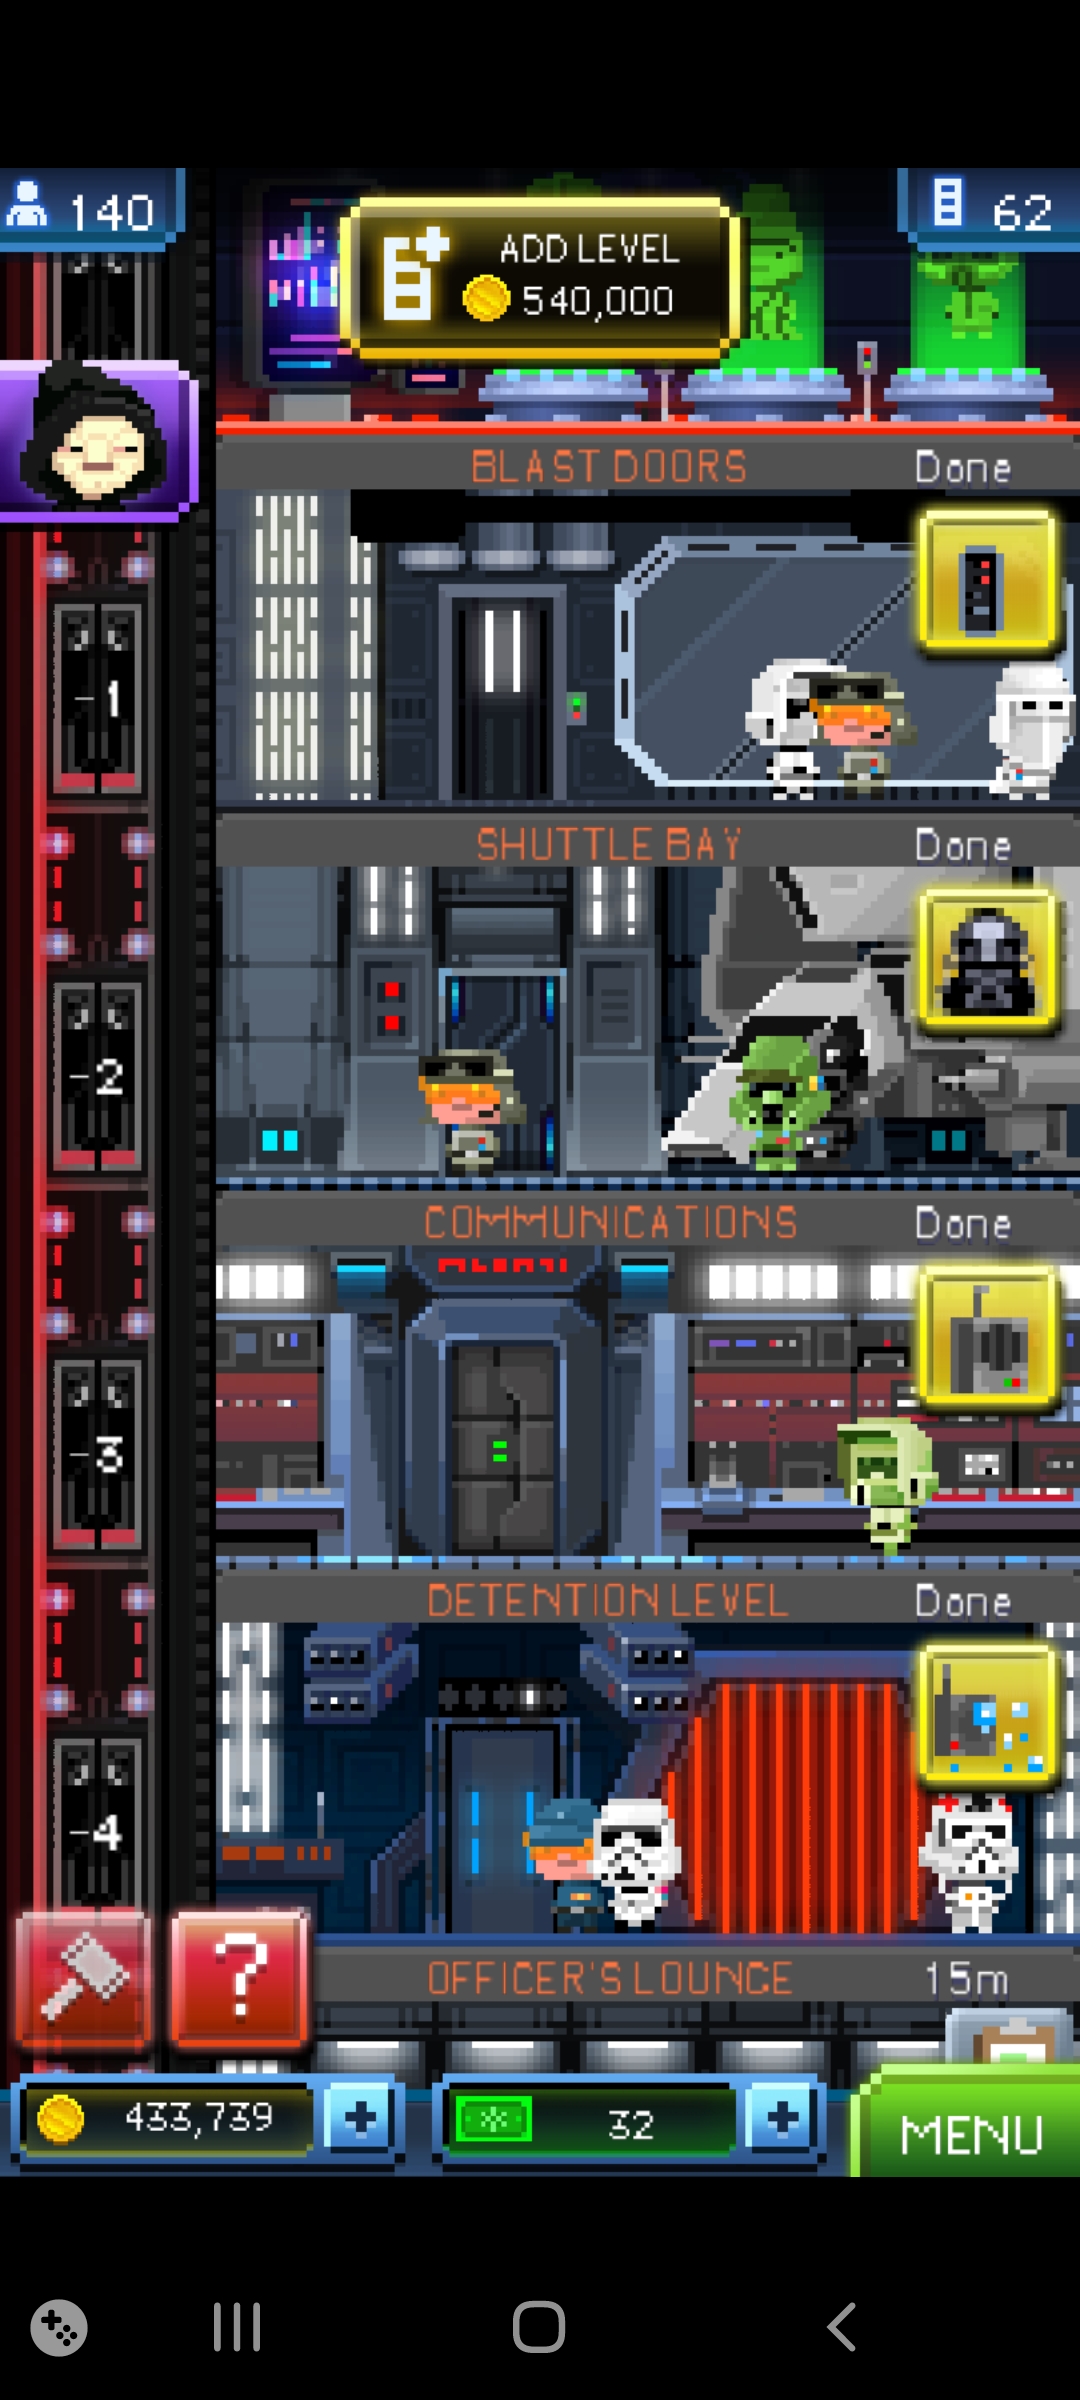 140
ADD LEVEL
540,000
62
BLAST DOORS Done
-1
SHUTTLE BAY Done
-2
COMMUNICATIONS Done
-3
DETENTION LEVEL Done
-4
?
OFFICER'S LOUNGE 15m
433,739 + 32 + MENU